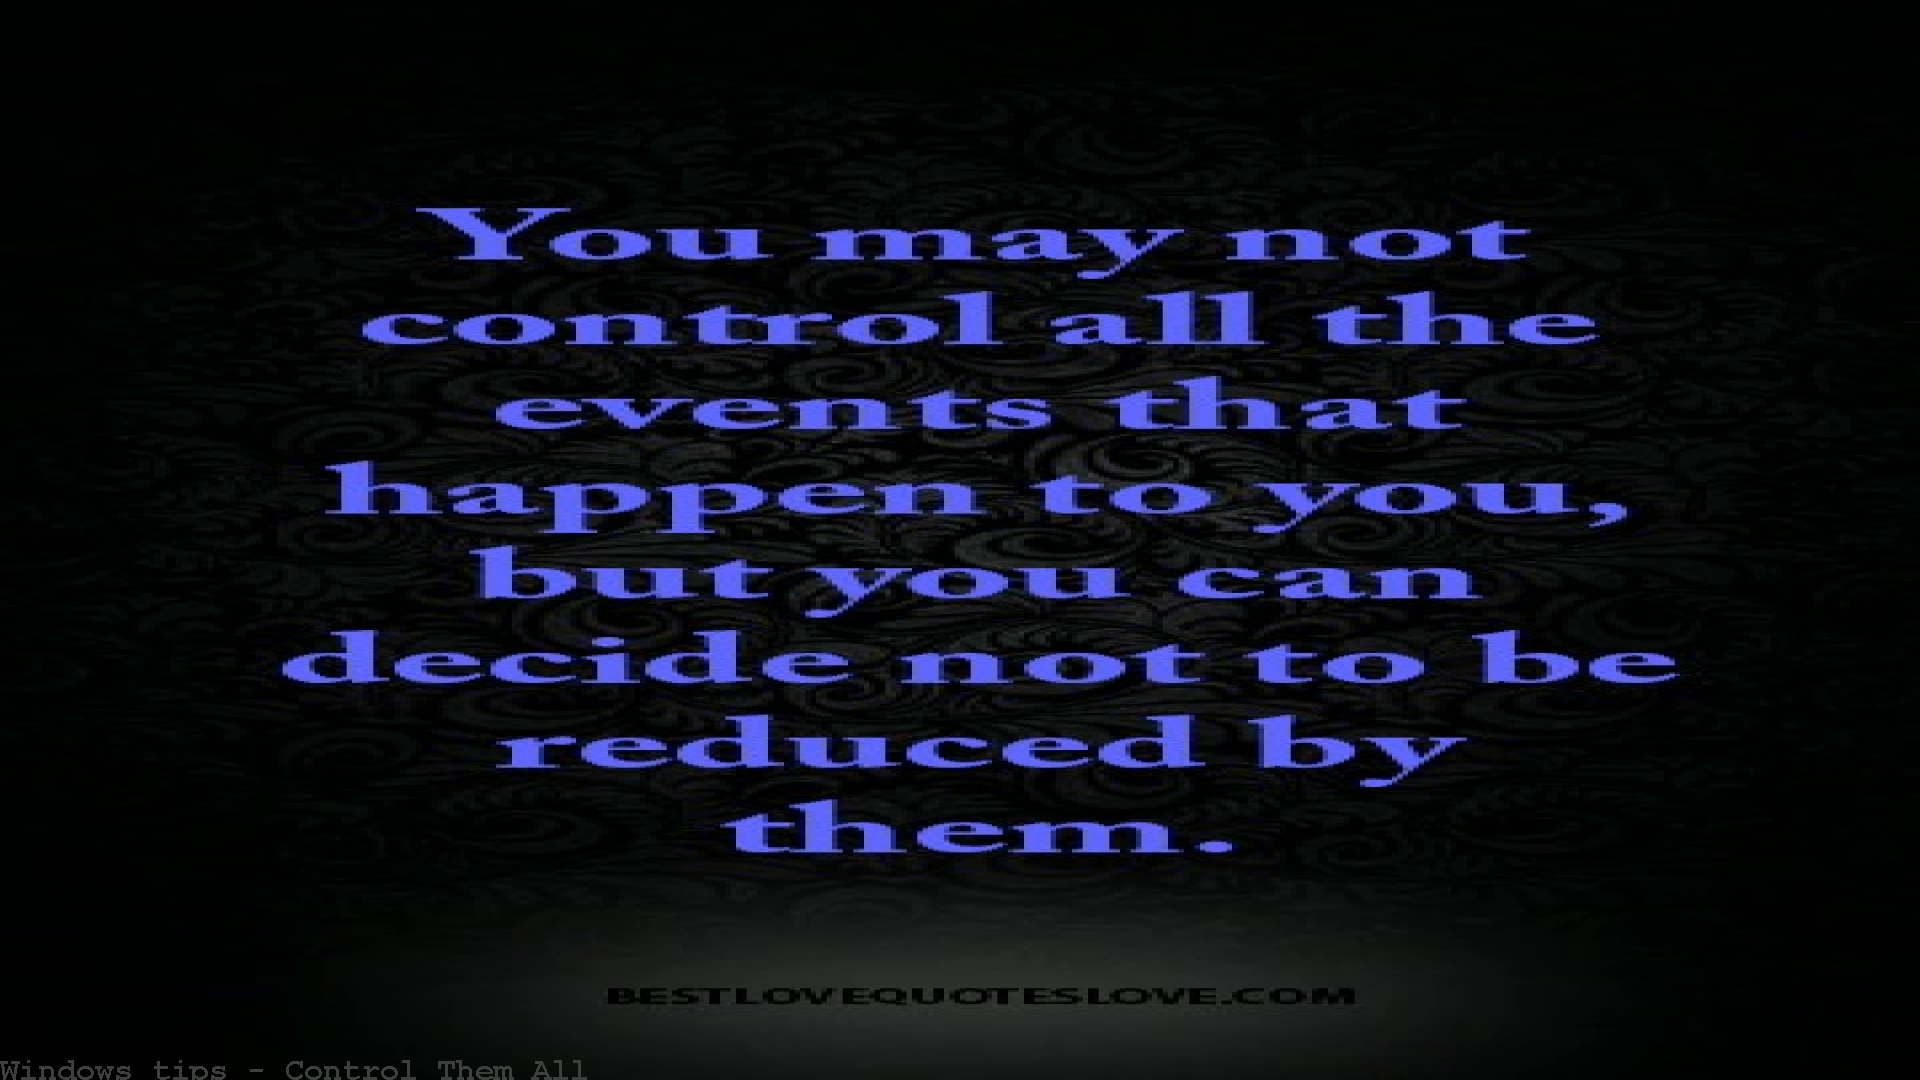 You may not
control all the
events that
happen to you,
but you can
decide not to be
reduced by
them.
BESTLOVEQUOTESLOVE.COM
Windows tips - Control Them All